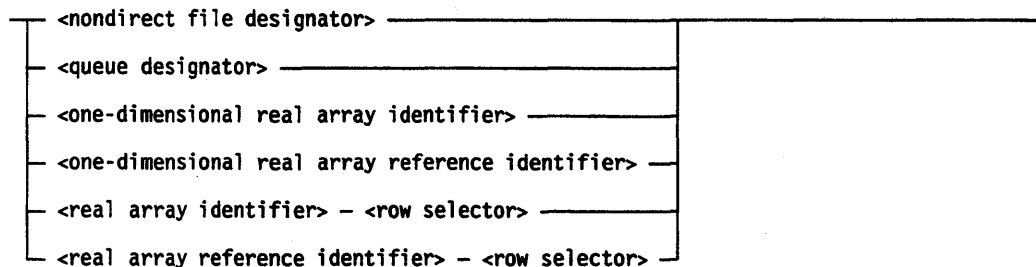 <nondirect file designator>
<queue designator>
<one-dimensional real array identifier>
<one-dimensional real array reference identifier>
<real array identifier> – <row selector>
<real array reference identifier> – <row selector>